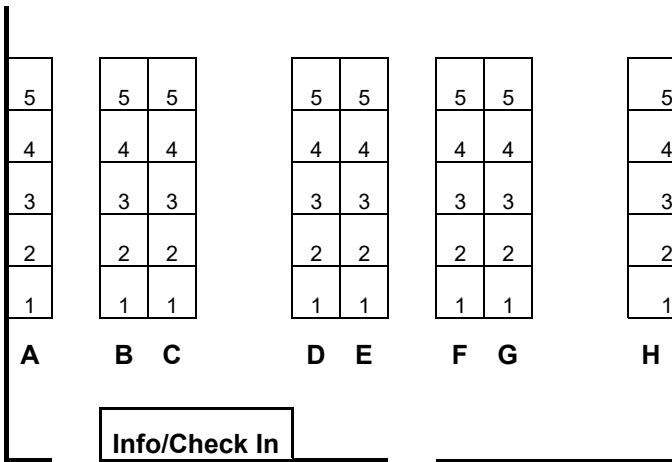 5 5 5 5 5 5 5 5
4 4 4 4 4 4 4 4
3 3 3 3 3 3 3 3
2 2 2 2 2 2 2 2
1 1 1 1 1 1 1 1
A B C D E F G H
Info/Check In